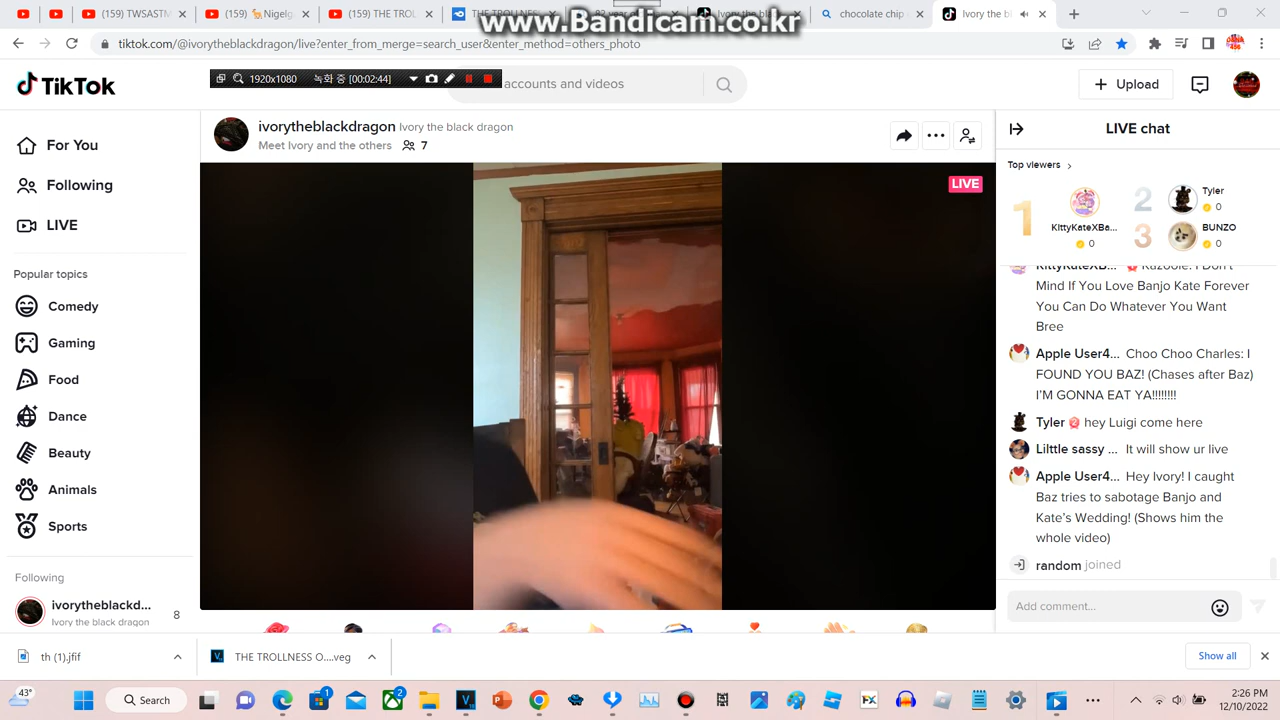 (159) TWSASTM
(159) 🦒Nigelg
(159) THE TROL
THE TROLLNES
Ivory the bl
chocolate chip
Ivory the bl
www.Bandicam.co.kr
tiktok.com/@ivorytheblackdragon/live?enter_from_merge=search_user&enter_method=others_photo
TikTok
1920x1080 녹화 중 [00:02:44]
accounts and videos
Upload
For You
Following
LIVE
Popular topics
Comedy
Gaming
Food
Dance
Beauty
Animals
Sports
Following
ivorytheblackd...
Ivory the black dragon
8
ivorytheblackdragon Ivory the black dragon
Meet Ivory and the others 7
LIVE
LIVE chat
Top viewers
1
KIttyKateXBa...
0
2
Tyler
0
3
BUNZO
0
KIttyKateXB... Kazooie: I Don't
Mind If You Love Banjo Kate Forever
You Can Do Whatever You Want
Bree
Apple User4... Choo Choo Charles: I
FOUND YOU BAZ! (Chases after Baz)
I'M GONNA EAT YA!!!!!!!!
Tyler hey Luigi come here
Lilttle sassy ... It will show ur live
Apple User4... Hey Ivory! I caught
Baz tries to sabotage Banjo and
Kate's Wedding! (Shows him the
whole video)
random joined
Add comment...
th (1).jfif
THE TROLLNESS O....veg
Show all
43°
Search
1
2
2:26 PM
12/10/2022